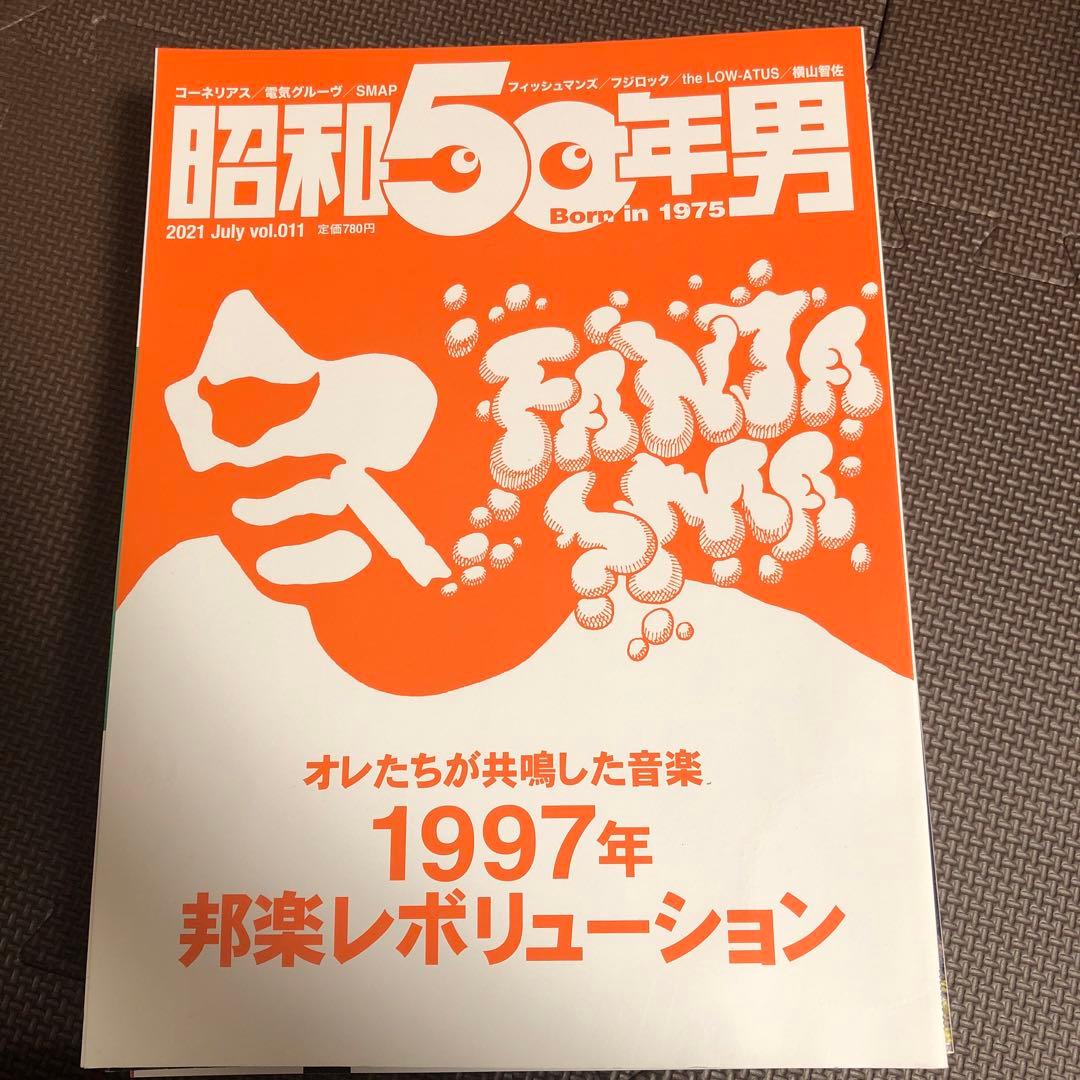 コーネリアス／電気グルーヴ／SMAP
フィッシュマンズ／フジロック／the LOW-ATUS／横山智佐
昭和50年男
Born in 1975
2021 July vol.011 定価780円
FANTA
SMA
オレたちが共鳴した音楽
1997年
邦楽レボリューション